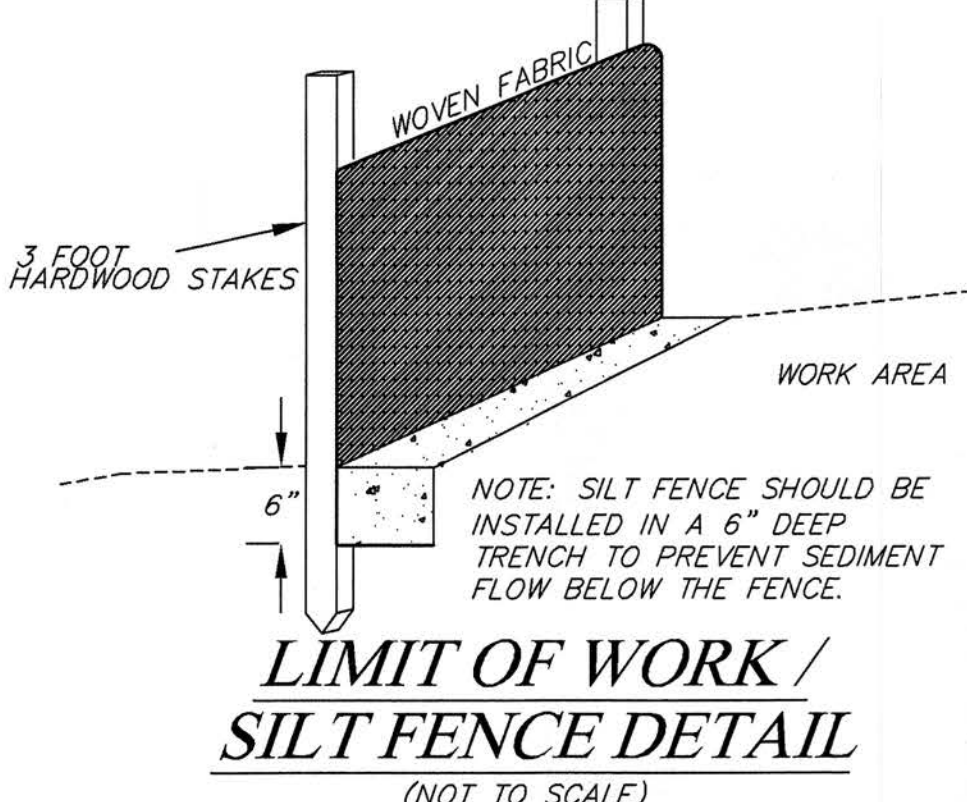 WOVEN FABRIC
3 FOOT
HARDWOOD STAKES
WORK AREA
6”
NOTE: SILT FENCE SHOULD BE
INSTALLED IN A 6” DEEP
TRENCH TO PREVENT SEDIMENT
FLOW BELOW THE FENCE.
LIMIT OF WORK /
SILT FENCE DETAIL
(NOT TO SCALE)